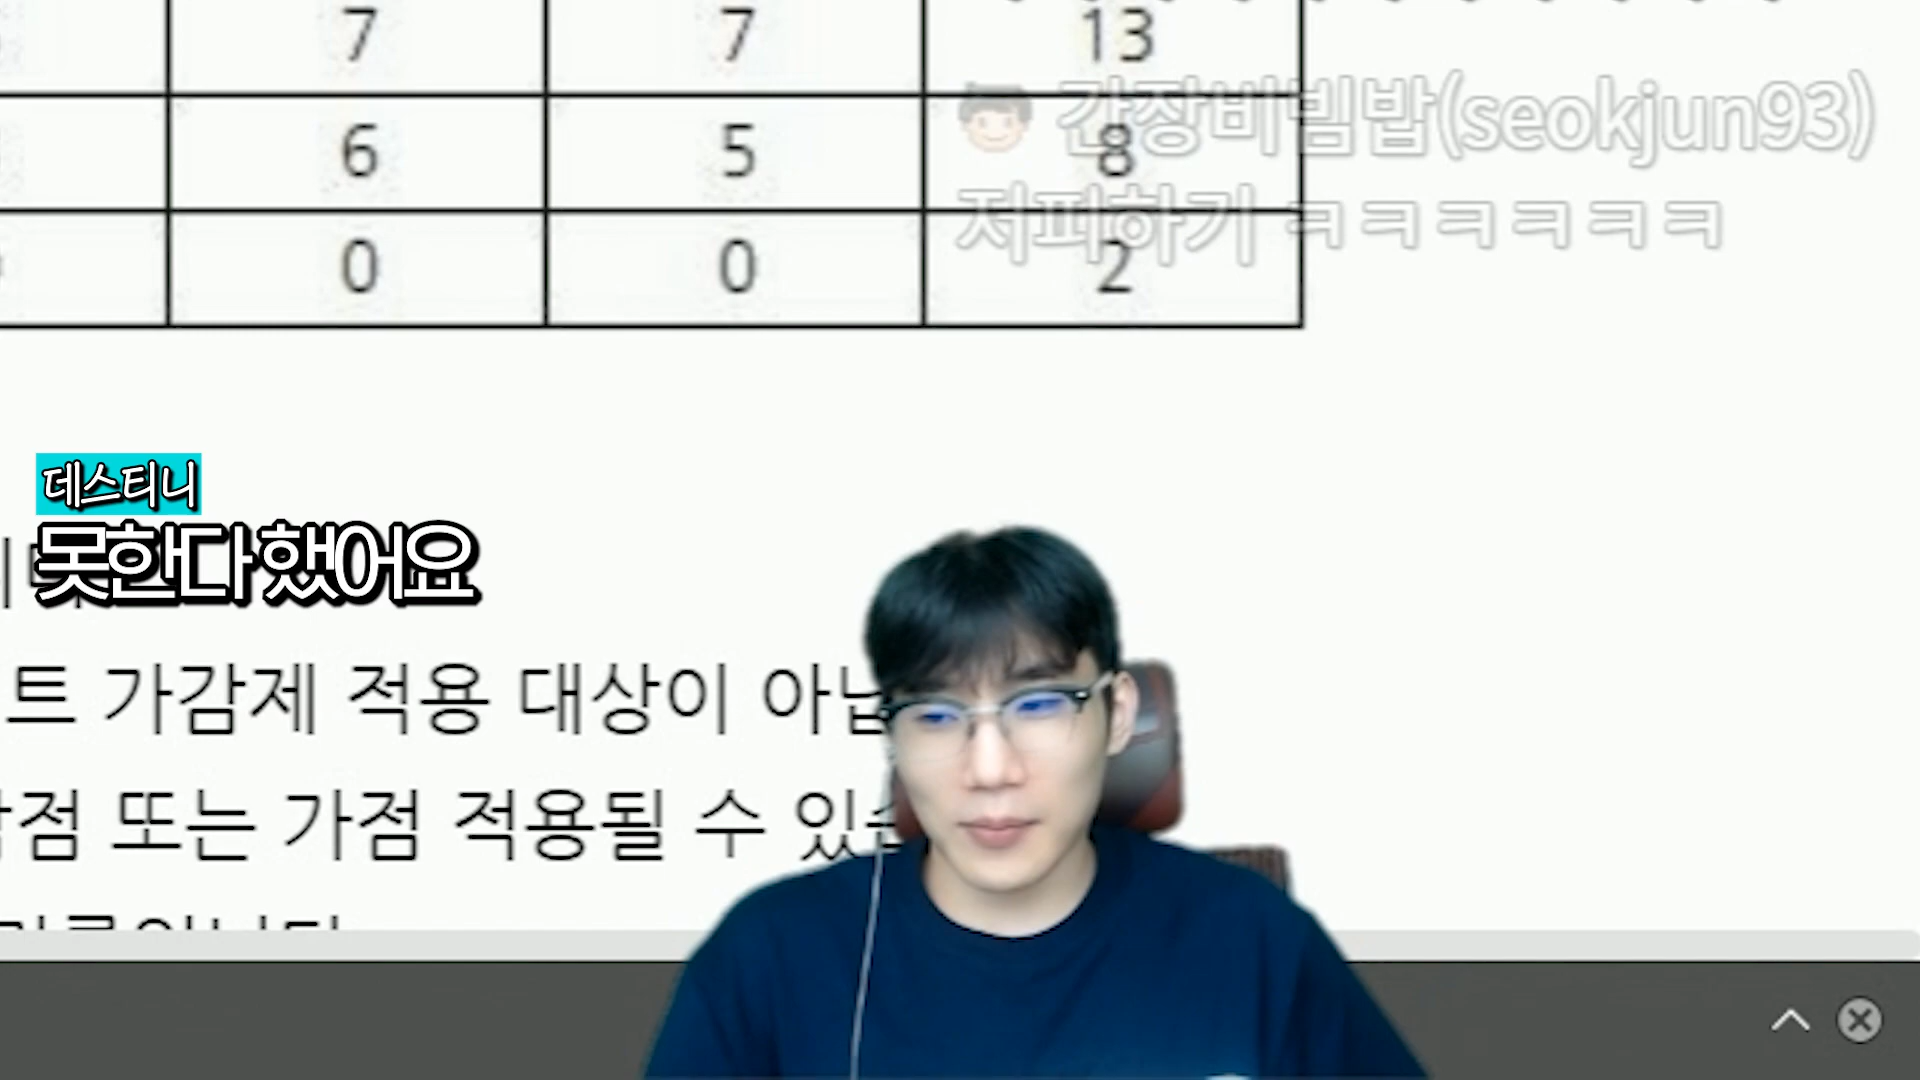 7 7 13
간장비빔밥(seokjun93)
6 5 8
저피하기 ㅋㅋㅋㅋㅋㅋ
0 0 2
데스티니
못한다 했어요
트 가감제 적용 대상이 아닙
점 또는 가점 적용될 수 있